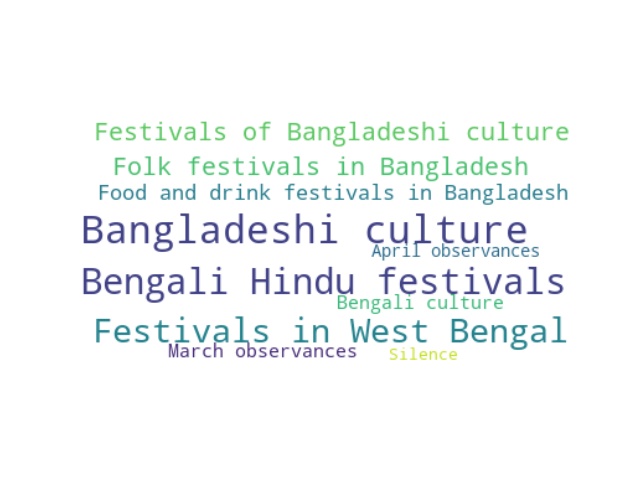 Festivals of Bangladeshi culture
Folk festivals in Bangladesh
Food and drink festivals in Bangladesh
Bangladeshi culture
April observances
Bengali Hindu festivals
Bengali culture
Festivals in West Bengal
March observances
Silence